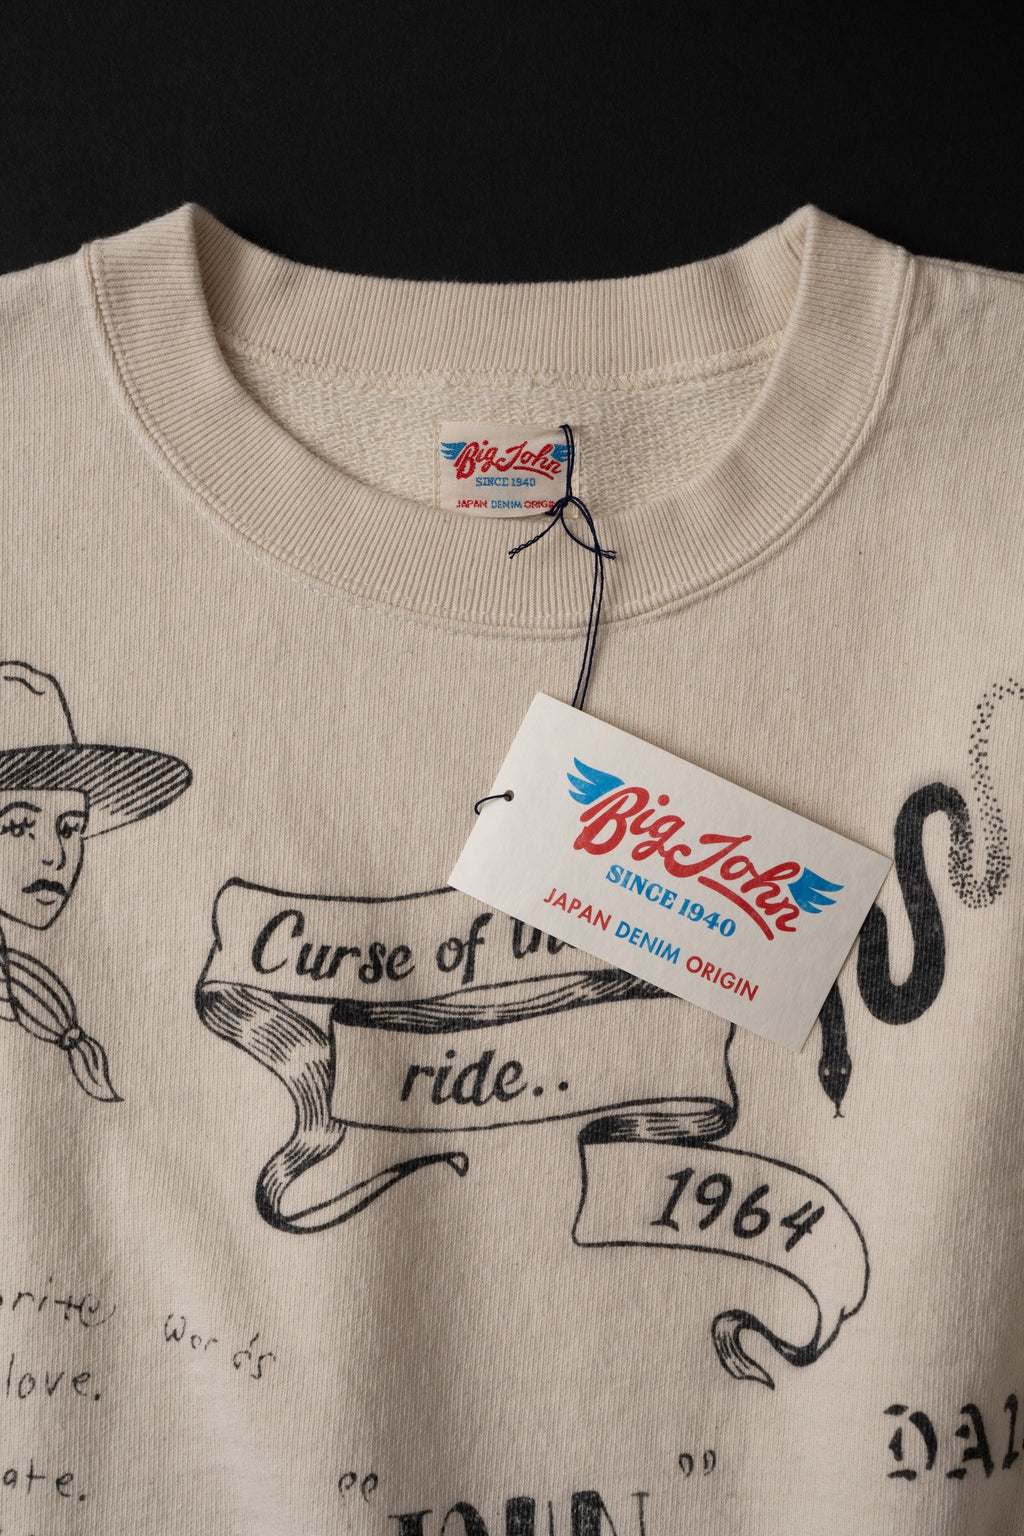 Big John
SINCE 1940
JAPAN DENIM ORIGIN
Big John
SINCE 1940
JAPAN DENIM ORIGIN
Curse of
ride..
1964
words
love.